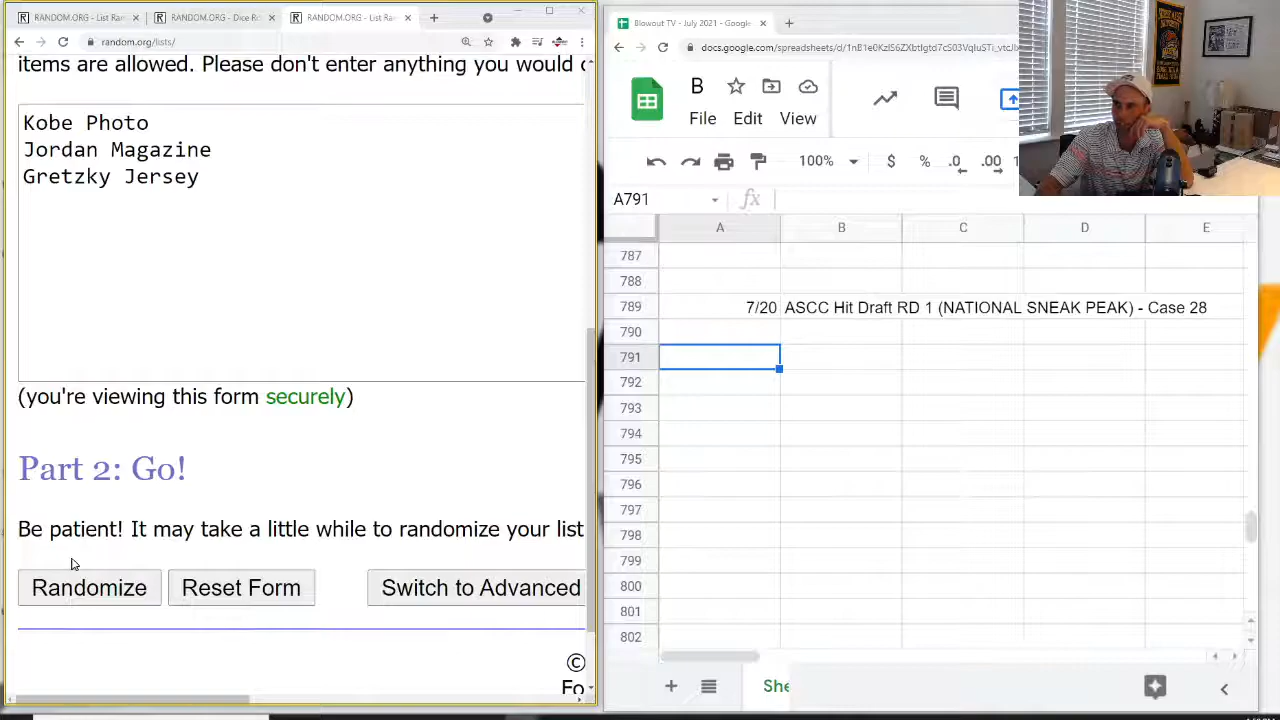 RANDOM.ORG - List Ran
RANDOM.ORG - Dice Ro
RANDOM.ORG - List Ran
random.org/lists/
items are allowed. Please don't enter anything you would
Kobe Photo
Jordan Magazine
Gretzky Jersey
(you're viewing this form securely)
Part 2: Go!
Be patient! It may take a little while to randomize your list
Randomize
Reset Form
Switch to Advanced
©
Fo
Blowout TV - July 2021 - Google
B
File Edit View
100% $ % .0 .00 1
A791 fx
A B C D E
787
788
789 7/20 ASCC Hit Draft RD 1 (NATIONAL SNEAK PEAK) - Case 28
790
791
792
793
794
795
796
797
798
799
800
801
802
She